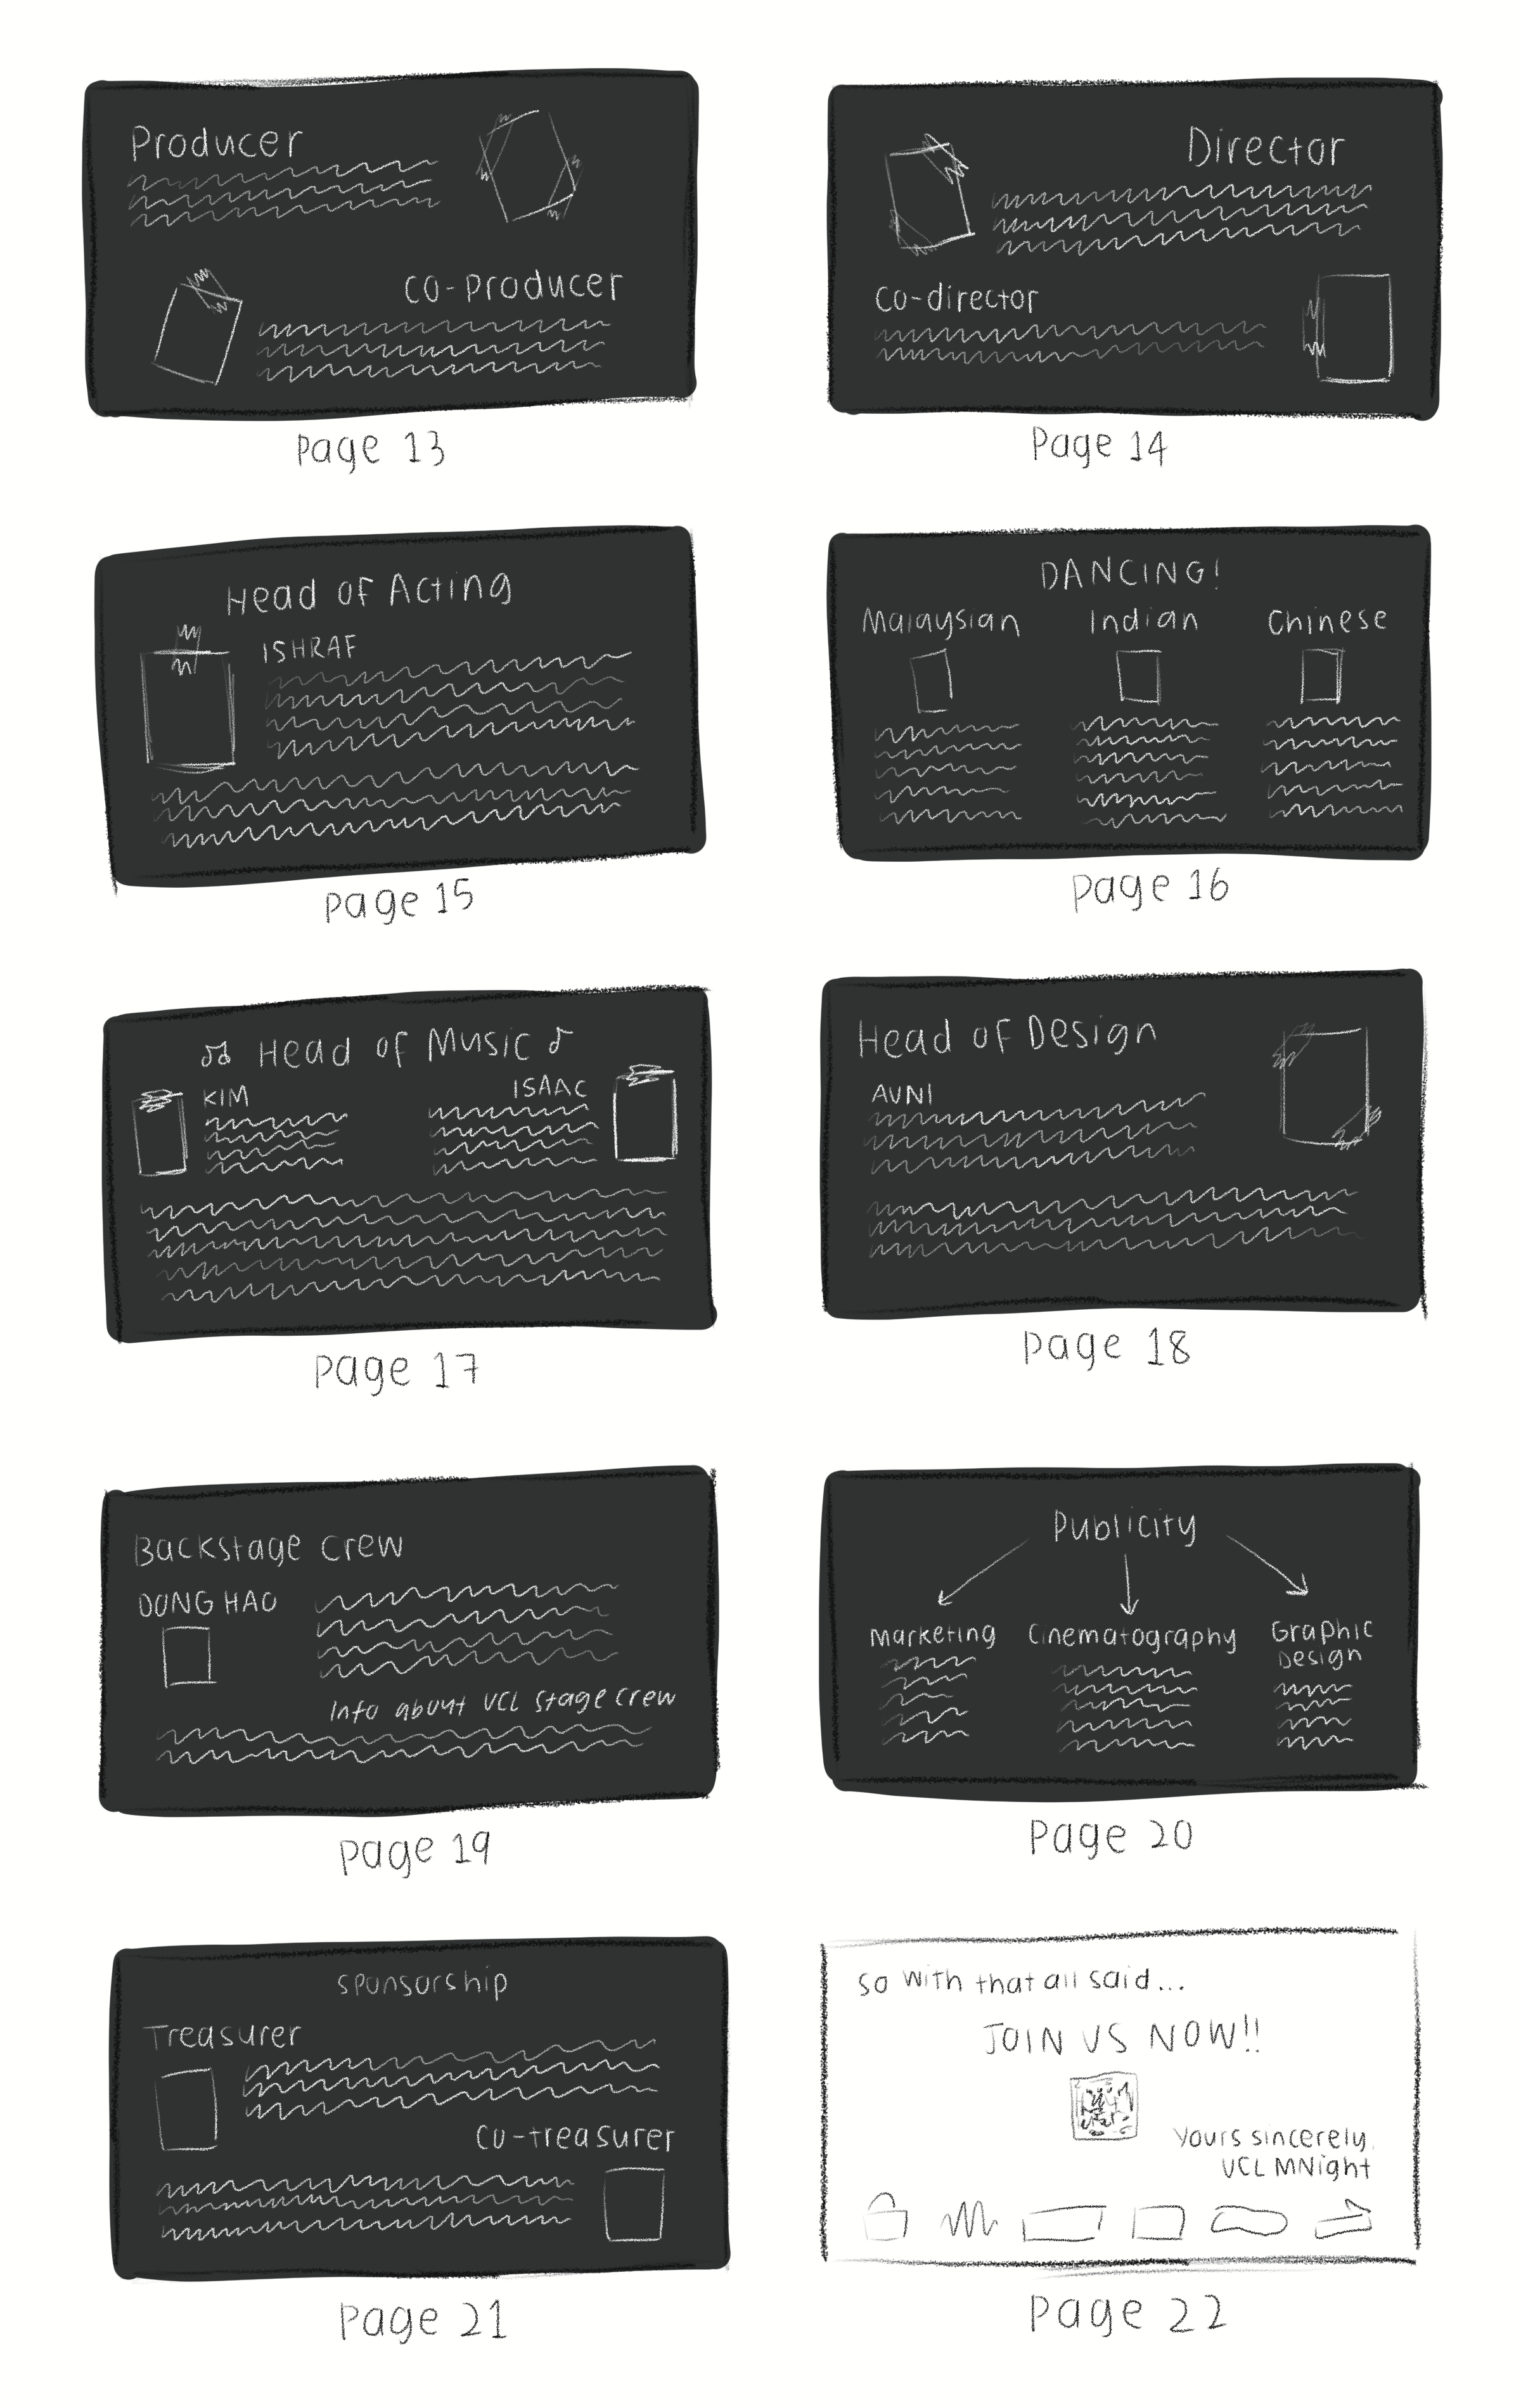 Producer
co-producer
Page 13
Director
Co-director
Page 14
Head of Acting
ISHRAF
page 15
DANCING!
Malaysian Indian Chinese
page 16
Head of Music
KIM
ISAAC
page 17
Head of Design
AUNI
page 18
Backstage crew
DONG HAO
Info about UCL Stage crew
page 19
Publicity
Marketing Cinematography Graphic
Design
Page 20
sponsorship
Treasurer
Co-treasurer
Page 21
so with that all said...
JOIN US NOW!!
Yours sincerely,
UCL MNight
Page 22